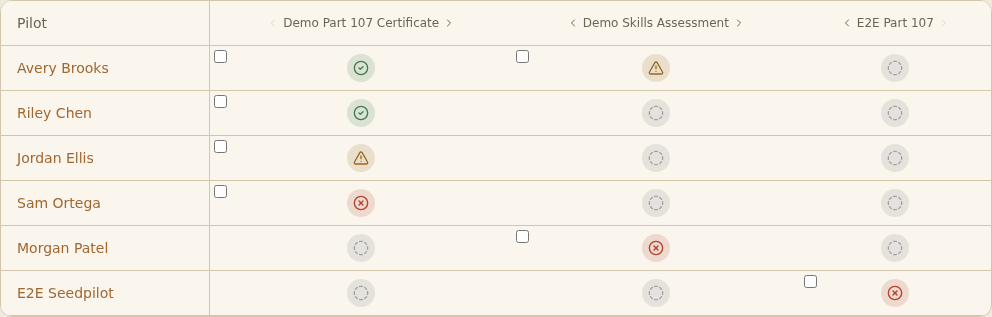 Pilot Demo Part 107 Certificate Demo Skills Assessment E2E Part 107
Avery Brooks
Riley Chen
Jordan Ellis
Sam Ortega
Morgan Patel
E2E Seedpilot